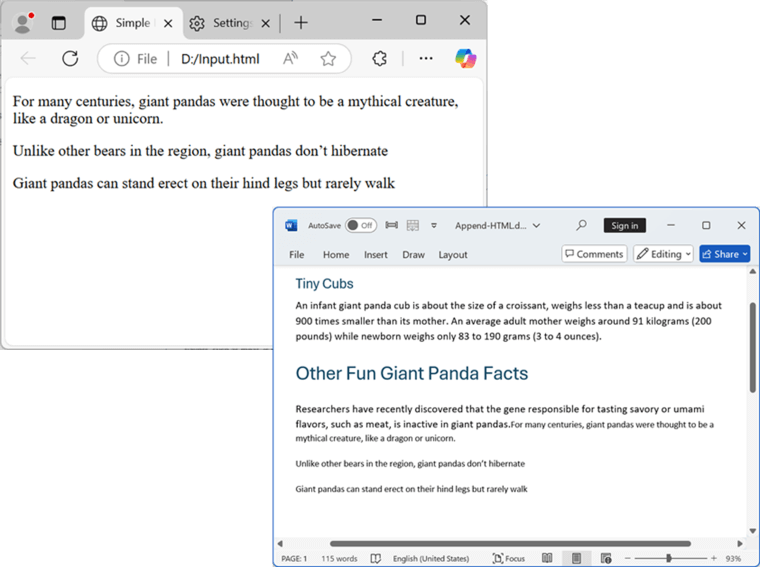 Simple
Settings
File D:/Input.html
For many centuries, giant pandas were thought to be a mythical creature,
like a dragon or unicorn.
Unlike other bears in the region, giant pandas don’t hibernate
Giant pandas can stand erect on their hind legs but rarely walk
AutoSave Off Append-HTML.d... Sign in
File Home Insert Draw Layout Comments Editing Share
Tiny Cubs
An infant giant panda cub is about the size of a croissant, weighs less than a teacup and is about
900 times smaller than its mother. An average adult mother weighs around 91 kilograms (200
pounds) while newborn weighs only 83 to 190 grams (3 to 4 ounces).
Other Fun Giant Panda Facts
Researchers have recently discovered that the gene responsible for tasting savory or umami
flavors, such as meat, is inactive in giant pandas.For many centuries, giant pandas were thought to be a
mythical creature, like a dragon or unicorn.
Unlike other bears in the region, giant pandas don’t hibernate
Giant pandas can stand erect on their hind legs but rarely walk
PAGE: 1 115 words English (United States) Focus 93%